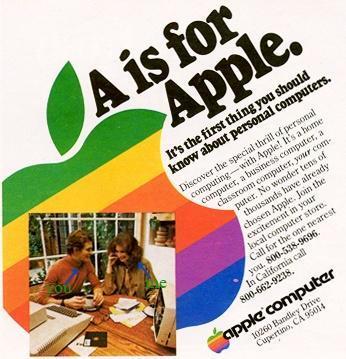 A is for
Apple.
It's the first thing you should
know about personal computers.
Discover the special thrill of personal
computing—with Apple! It's a home
computer, a business computer, a
classroom computer, your com-
puter. No wonder tens of
thousands have already
chosen Apple. Join the
excitement in your
local computer store.
Call for the one nearest
you. 800-538-9696.
In California call
800-662-9238.
you
me
apple computer
10260 Bandley Drive
Cupertino, CA 95014